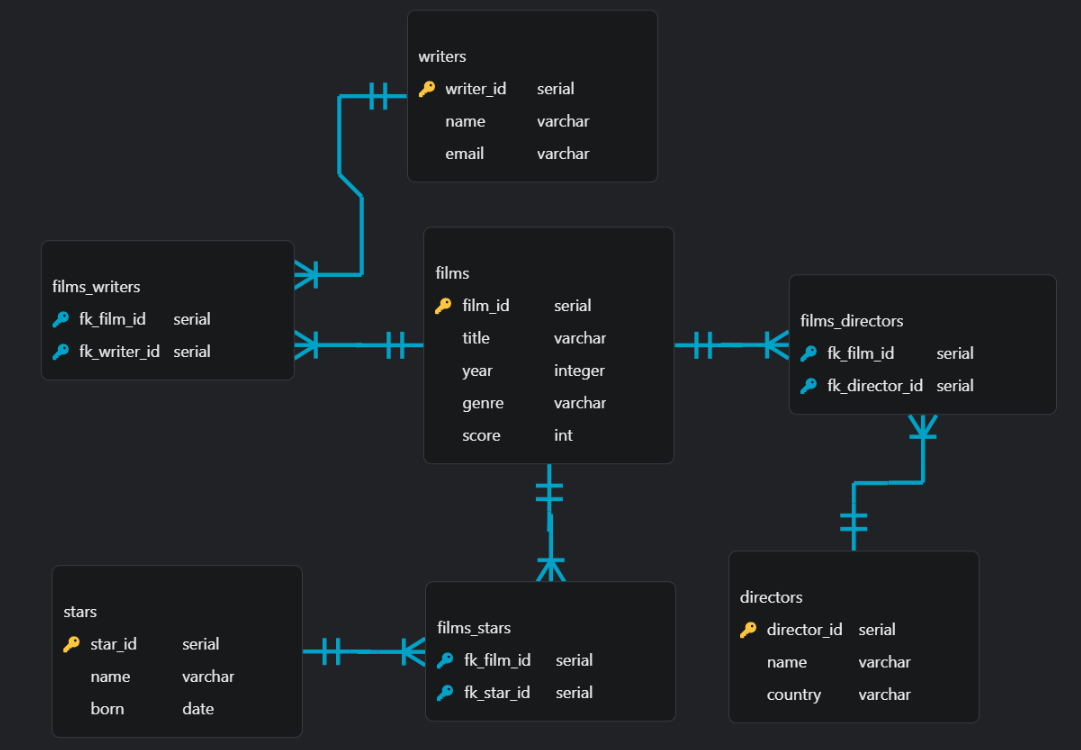 writers
writer_id serial
name varchar
email varchar
films_writers
fk_film_id serial
fk_writer_id serial
films
film_id serial
title varchar
year integer
genre varchar
score int
films_directors
fk_film_id serial
fk_director_id serial
stars
star_id serial
name varchar
born date
films_stars
fk_film_id serial
fk_star_id serial
directors
director_id serial
name varchar
country varchar